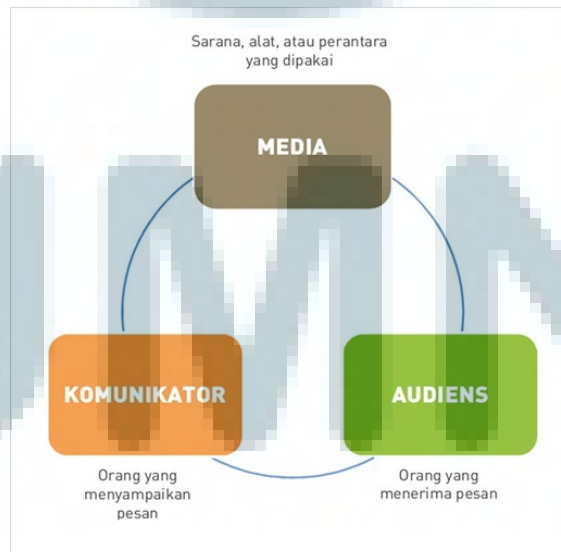 Sarana, alat, atau perantara
yang dipakai
MEDIA
KOMUNIKATOR
AUDIENS
Orang yang
menyampaikan
pesan
Orang yang
menerima pesan